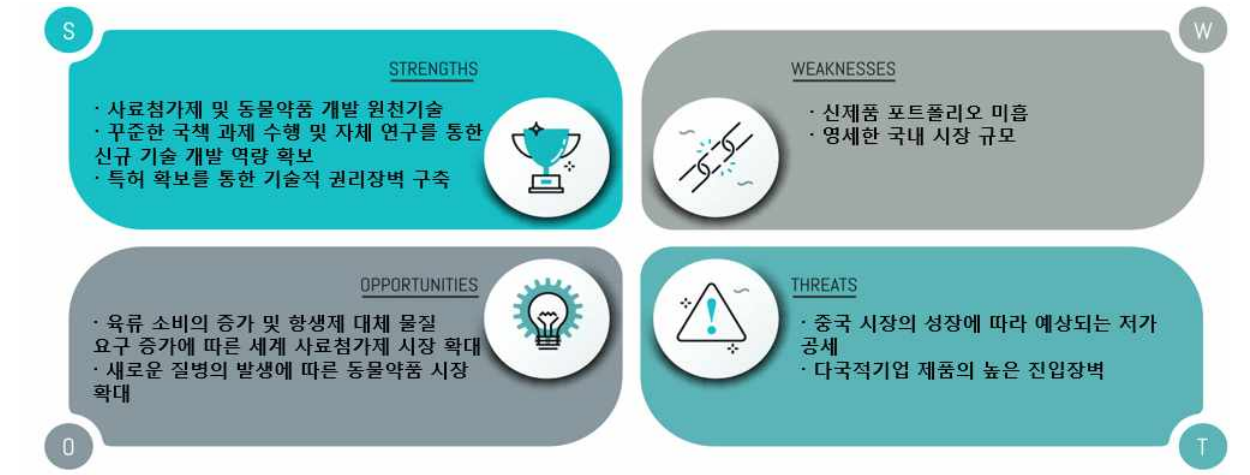 S
STRENGTHS
· 사료첨가제 및 동물약품 개발 원천기술
· 꾸준한 국책 과제 수행 및 자체 연구를 통한
신규 기술 개발 역량 확보
· 특허 확보를 통한 기술적 권리장벽 구축
W
WEAKNESSES
· 신제품 포트폴리오 미흡
· 영세한 국내 시장 규모
OPPORTUNITIES
· 육류 소비의 증가 및 항생제 대체 물질
요구 증가에 따른 세계 사료첨가제 시장 확대
· 새로운 질병의 발생에 따른 동물약품 시장
확대
O
THREATS
· 중국 시장의 성장에 따라 예상되는 저가
공세
· 다국적기업 제품의 높은 진입장벽
T